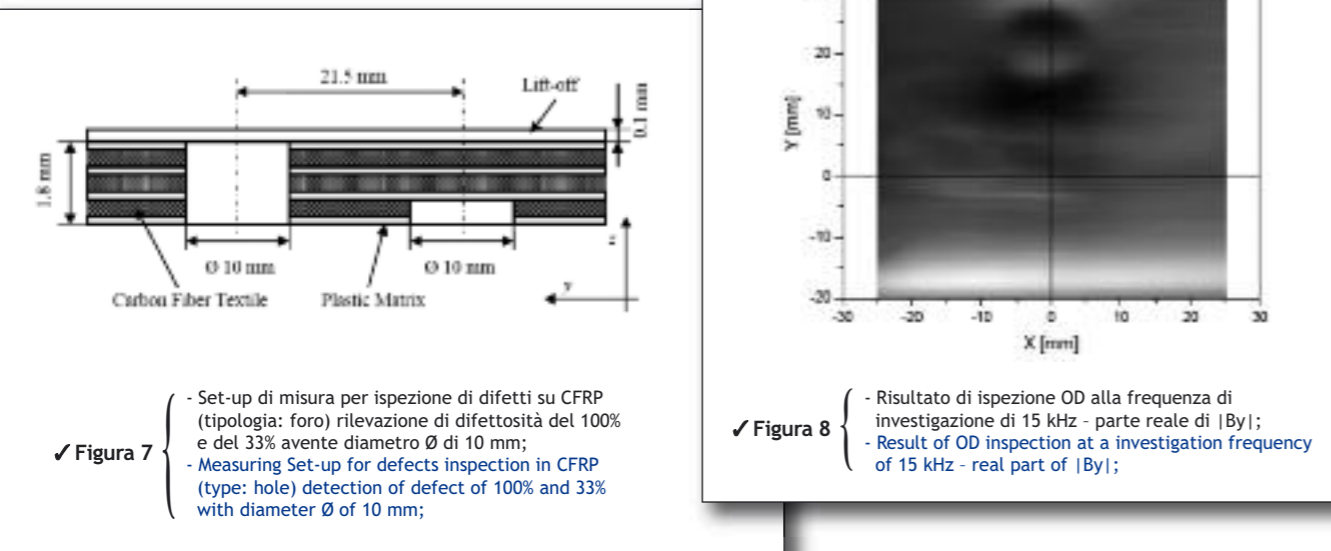 21.5 mm
Lift-off
0.1 mm
1.8 mm
Ø 10 mm
Ø 10 mm
Carbon Fiber Textile
Plastic Matrix
y
✓ Figura 7
- Set-up di misura per ispezione di difetti su CFRP
(tipologia: foro) rilevazione di difettosità del 100%
e del 33% avente diametro Ø di 10 mm;
- Measuring Set-up for defects inspection in CFRP
(type: hole) detection of defect of 100% and 33%
with diameter Ø of 10 mm;
20
10
0
-10
-20
Y [mm]
-30 -20 -10 0 10 20 30
X [mm]
✓ Figura 8
- Risultato di ispezione OD alla frequenza di
investigazione di 15 kHz - parte reale di |By|;
- Result of OD inspection at a investigation frequency
of 15 kHz - real part of |By|;